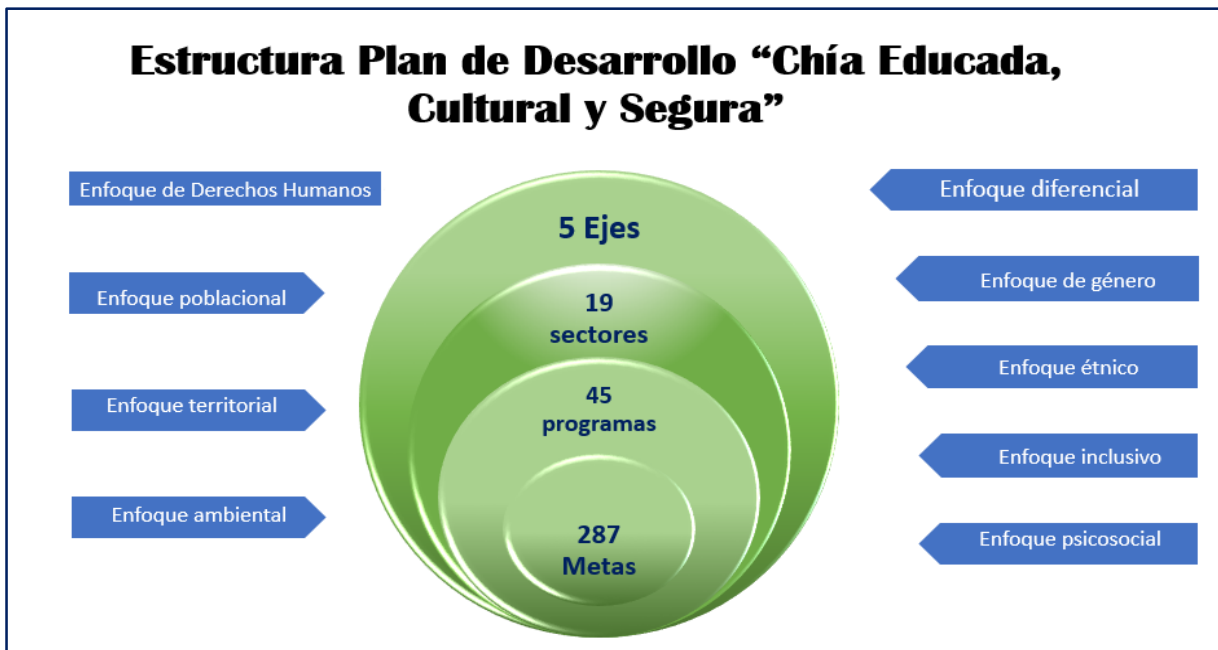 Estructura Plan de Desarrollo “Chía Educada,
Cultural y Segura”
Enfoque de Derechos Humanos
Enfoque poblacional
Enfoque territorial
Enfoque ambiental
5 Ejes
19
sectores
45
programas
287
Metas
Enfoque diferencial
Enfoque de género
Enfoque étnico
Enfoque inclusivo
Enfoque psicosocial